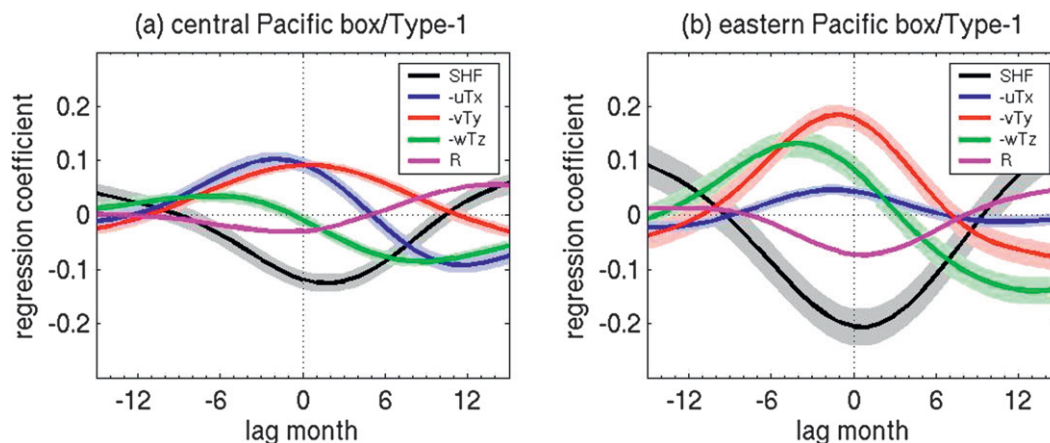 (a) central Pacific box/Type-1
SHF
-uTx
-vTy
-wTz
R
0.2
0.1
0
-0.1
-0.2
regression coefficient
-12 -6 0 6 12
lag month
(b) eastern Pacific box/Type-1
SHF
-uTx
-vTy
-wTz
R
0.2
0.1
0
-0.1
-0.2
regression coefficient
-12 -6 0 6 12
lag month